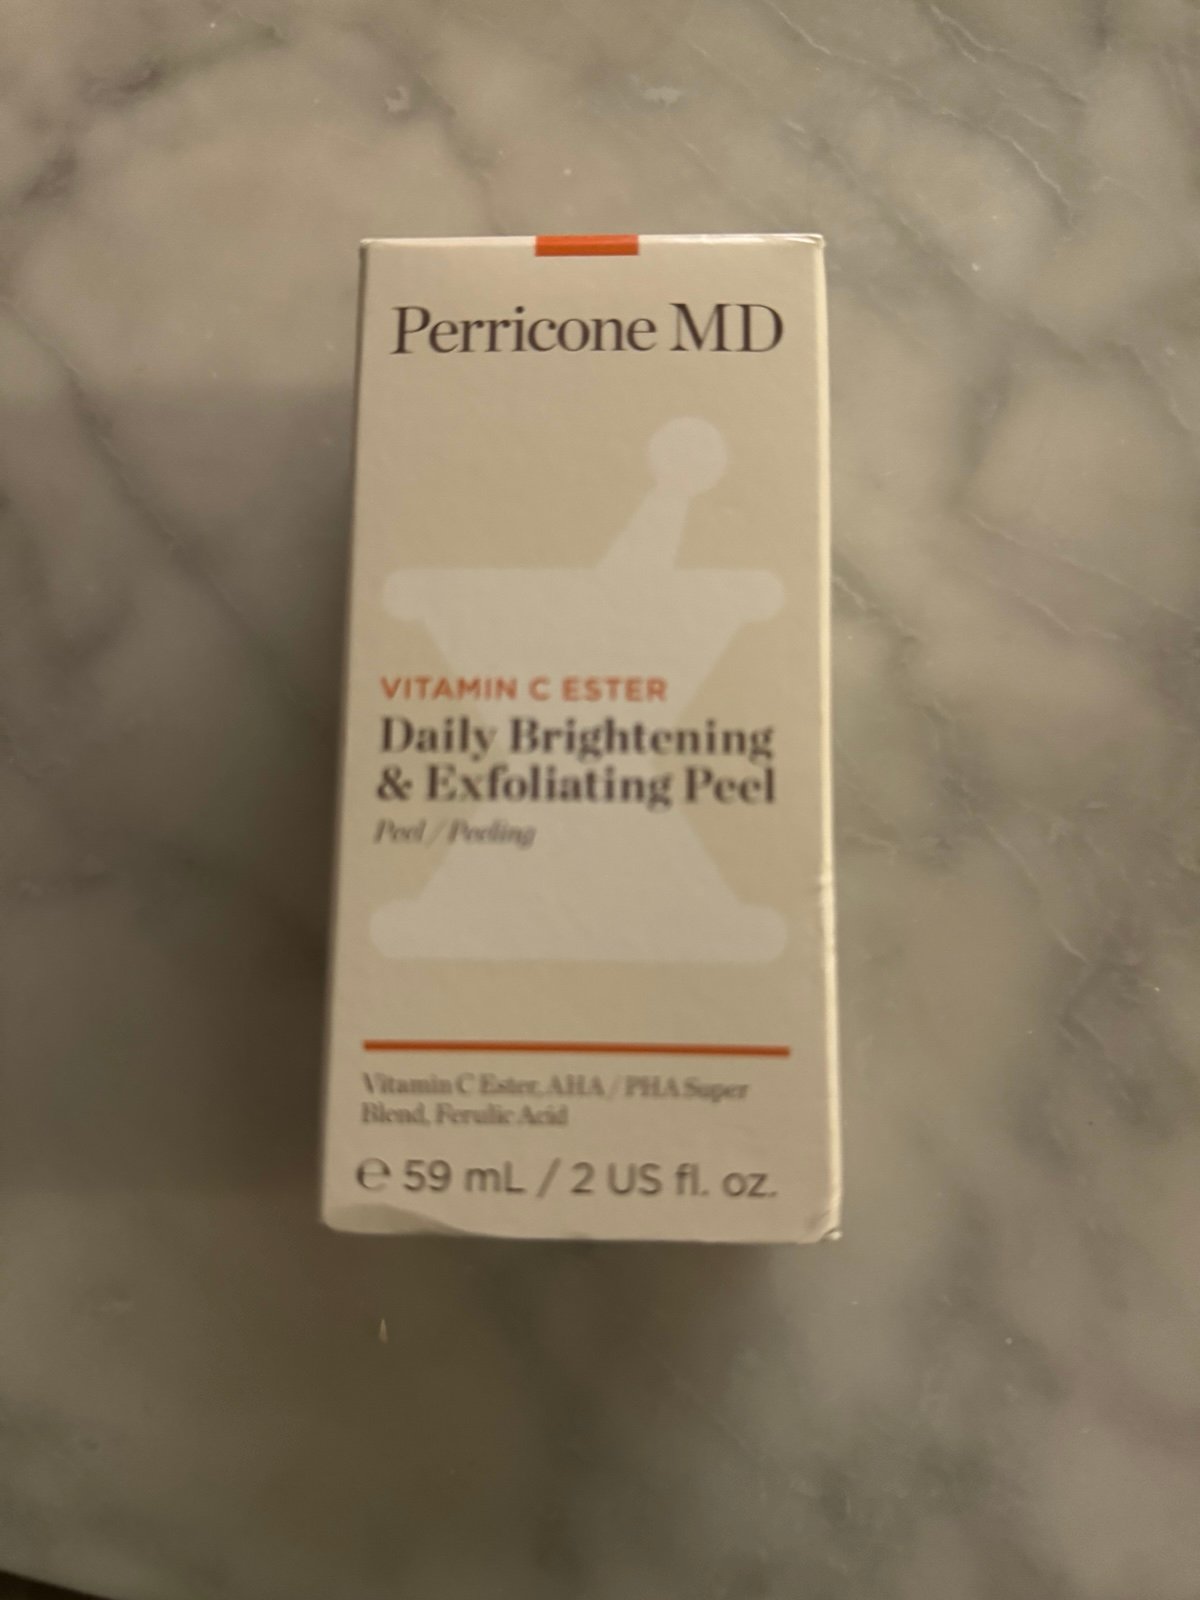 Perricone MD
VITAMIN C ESTER
Daily Brightening
& Exfoliating Peel
Peel / Peeling
Vitamin C Ester, AHA / PHA Super
Blend, Ferulic Acid
℮ 59 mL / 2 US fl. oz.